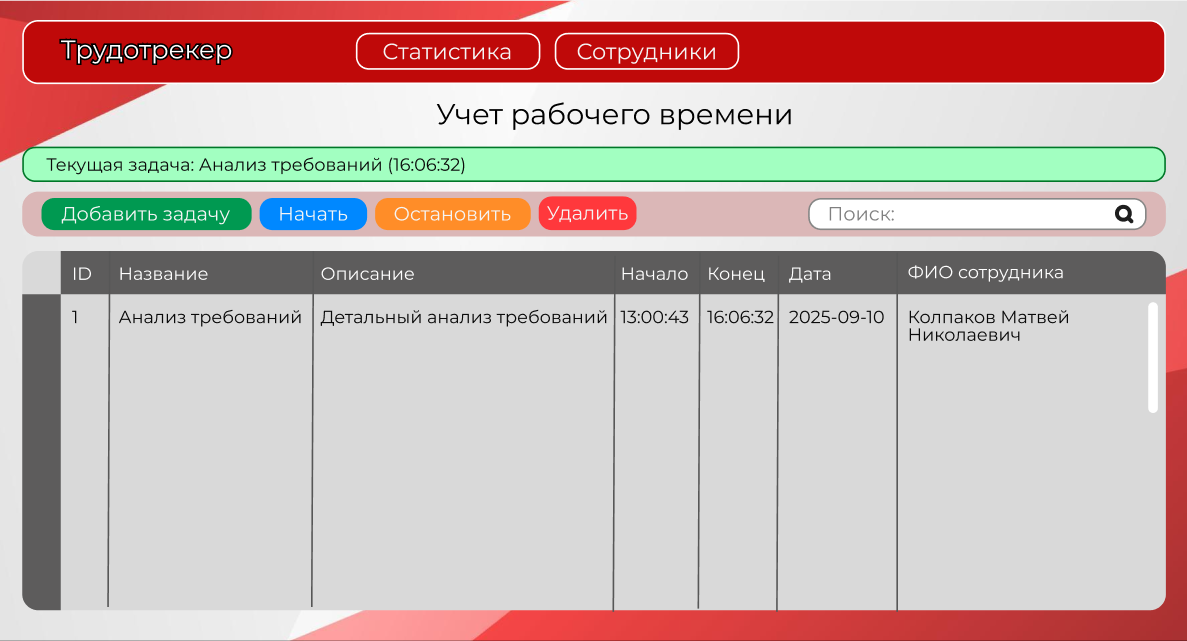 Трудотрекер
Статистика
Сотрудники
Учет рабочего времени
Текущая задача: Анализ требований (16:06:32)
Добавить задачу
Начать
Остановить
Удалить
Поиск:
ID Название Описание Начало Конец Дата ФИО сотрудника
1 Анализ требований Детальный анализ требований 13:00:43 16:06:32 2025-09-10 Колпаков Матвей
Николаевич